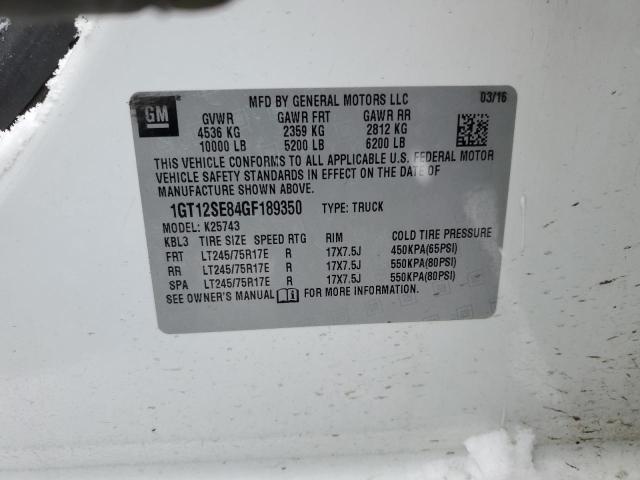 GM
MFD BY GENERAL MOTORS LLC 03/16
GVWR GAWR FRT GAWR RR
4536 KG 2359 KG 2812 KG
10000 LB 5200 LB 6200 LB
THIS VEHICLE CONFORMS TO ALL APPLICABLE U.S. FEDERAL MOTOR
VEHICLE SAFETY STANDARDS IN EFFECT ON THE DATE OF
MANUFACTURE SHOWN ABOVE.
1GT12SE84GF189350 TYPE: TRUCK
MODEL: K25743
KBL3 TIRE SIZE SPEED RTG RIM COLD TIRE PRESSURE
FRT LT245/75R17E R 17X7.5J 450KPA(65PSI)
RR LT245/75R17E R 17X7.5J 550KPA(80PSI)
SPA LT245/75R17E R 17X7.5J 550KPA(80PSI)
SEE OWNER'S MANUAL FOR MORE INFORMATION.